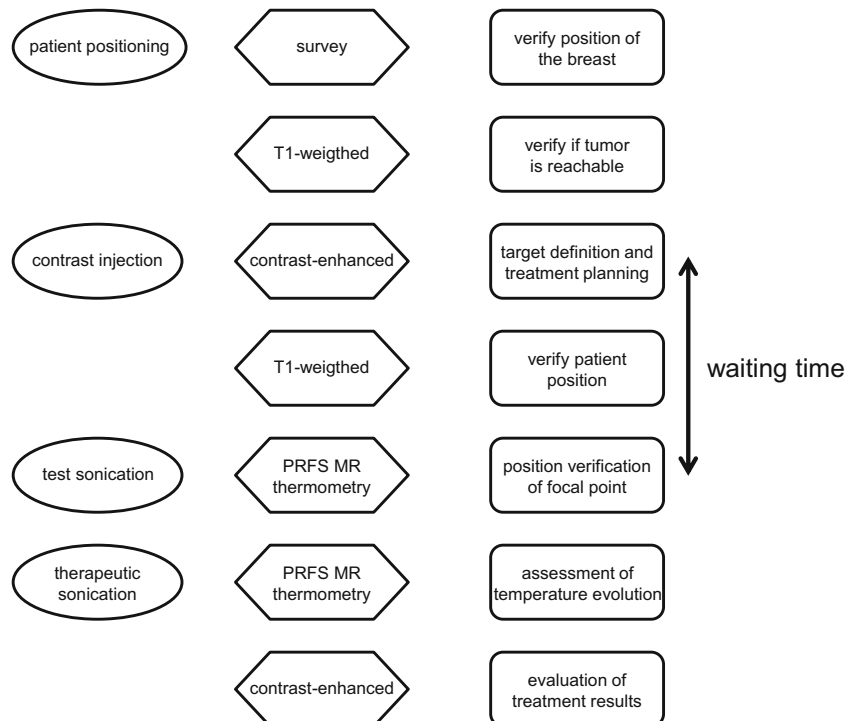 patient positioning
survey
verify position of
the breast
T1-weigthed
verify if tumor
is reachable
contrast injection
contrast-enhanced
target definition and
treatment planning
T1-weigthed
verify patient
position
waiting time
test sonication
PRFS MR
thermometry
position verification
of focal point
therapeutic
sonication
PRFS MR
thermometry
assessment of
temperature evolution
contrast-enhanced
evaluation of
treatment results